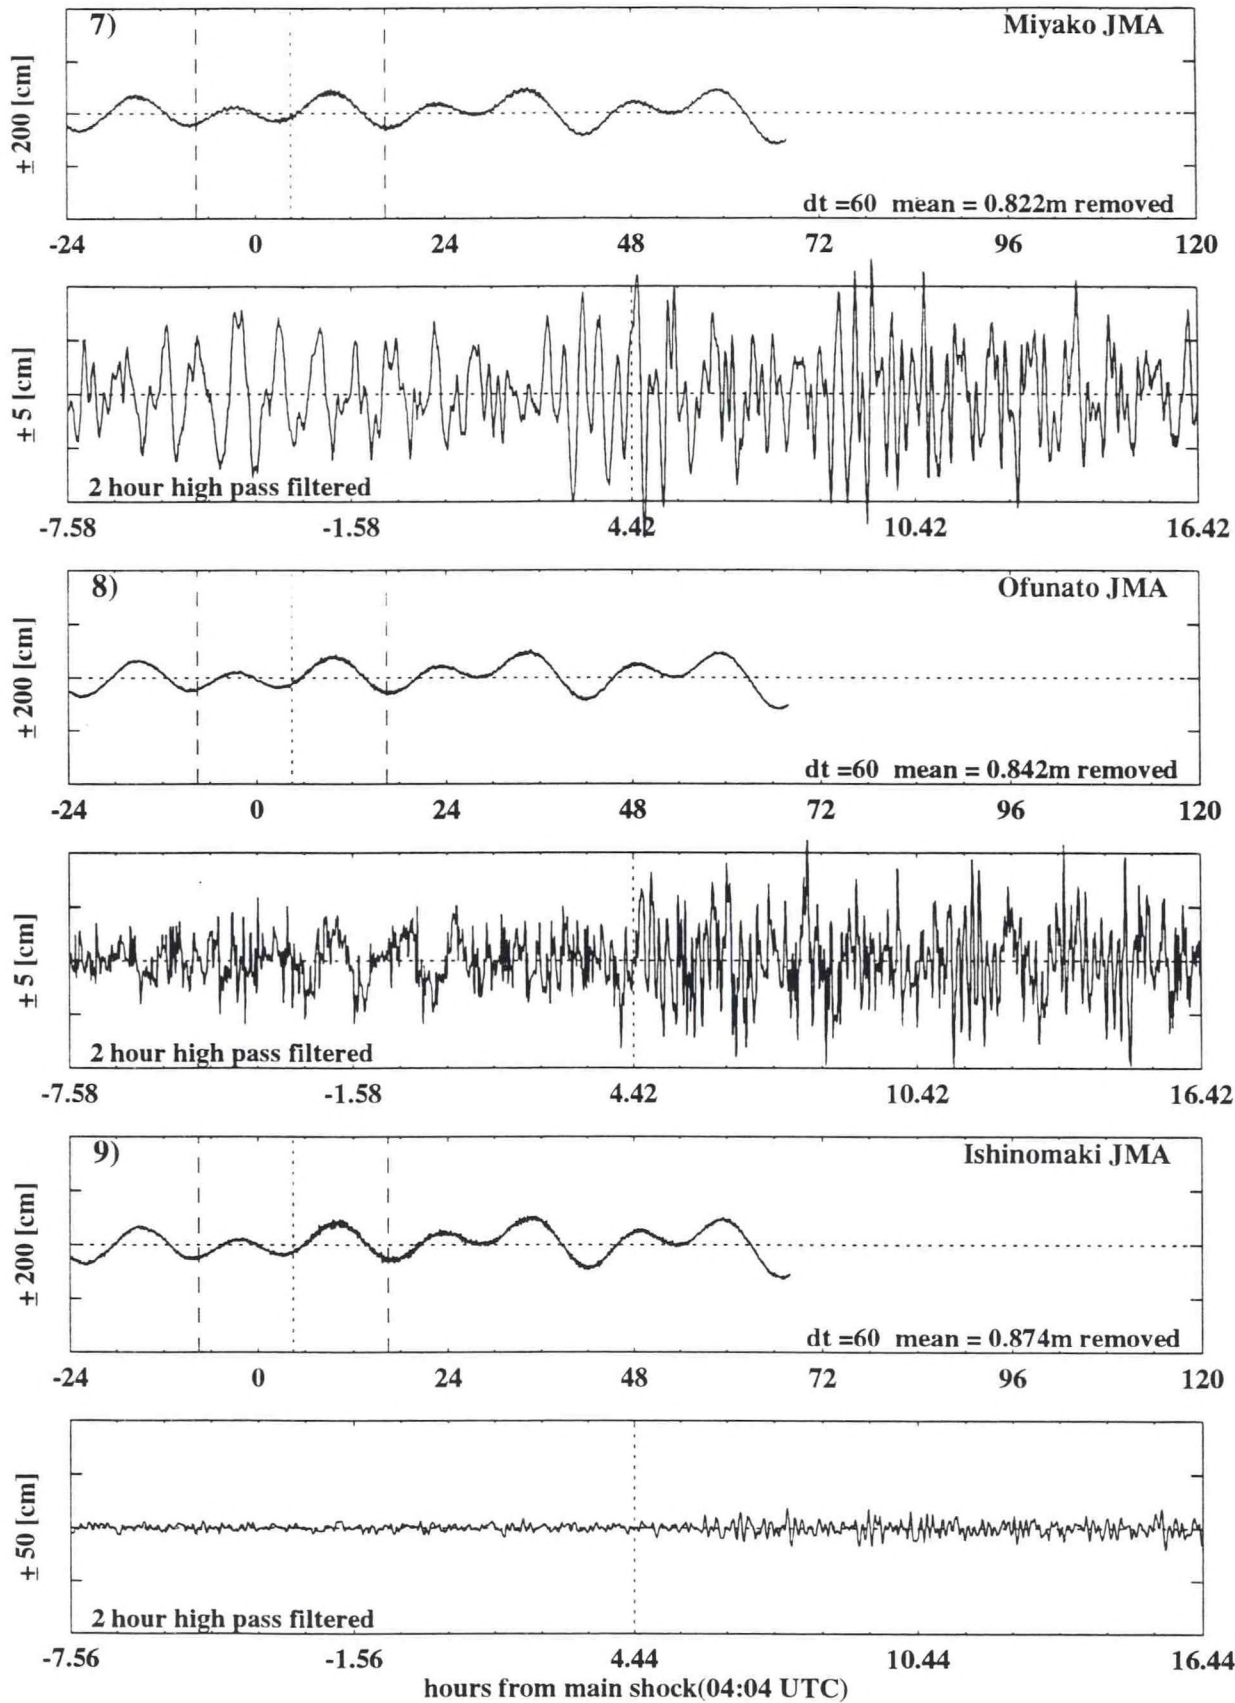 7) Miyako JMA
± 200 [cm]
dt =60 mean = 0.822m removed
-24 0 24 48 72 96 120
± 5 [cm]
2 hour high pass filtered
-7.58 -1.58 4.42 10.42 16.42
8) Ofunato JMA
± 200 [cm]
dt =60 mean = 0.842m removed
-24 0 24 48 72 96 120
± 5 [cm]
2 hour high pass filtered
-7.58 -1.58 4.42 10.42 16.42
9) Ishinomaki JMA
± 200 [cm]
dt =60 mean = 0.874m removed
-24 0 24 48 72 96 120
± 50 [cm]
2 hour high pass filtered
-7.56 -1.56 4.44 10.44 16.44
hours from main shock(04:04 UTC)